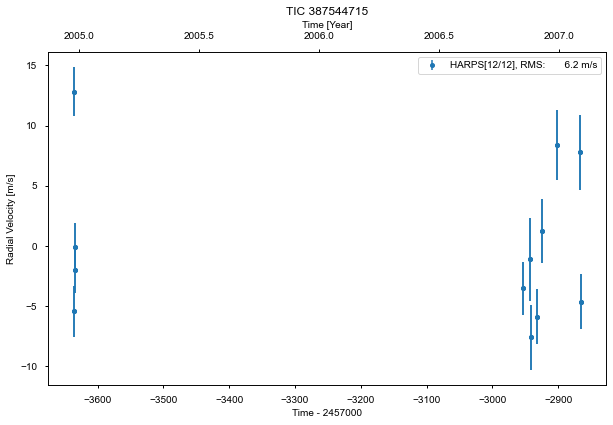 TIC 387544715
Time [Year]
2005.0 2005.5 2006.0 2006.5 2007.0
HARPS[12/12], RMS: 6.2 m/s
Radial Velocity [m/s]
15
10
5
0
−5
−10
−3600 −3500 −3400 −3300 −3200 −3100 −3000 −2900
Time - 2457000